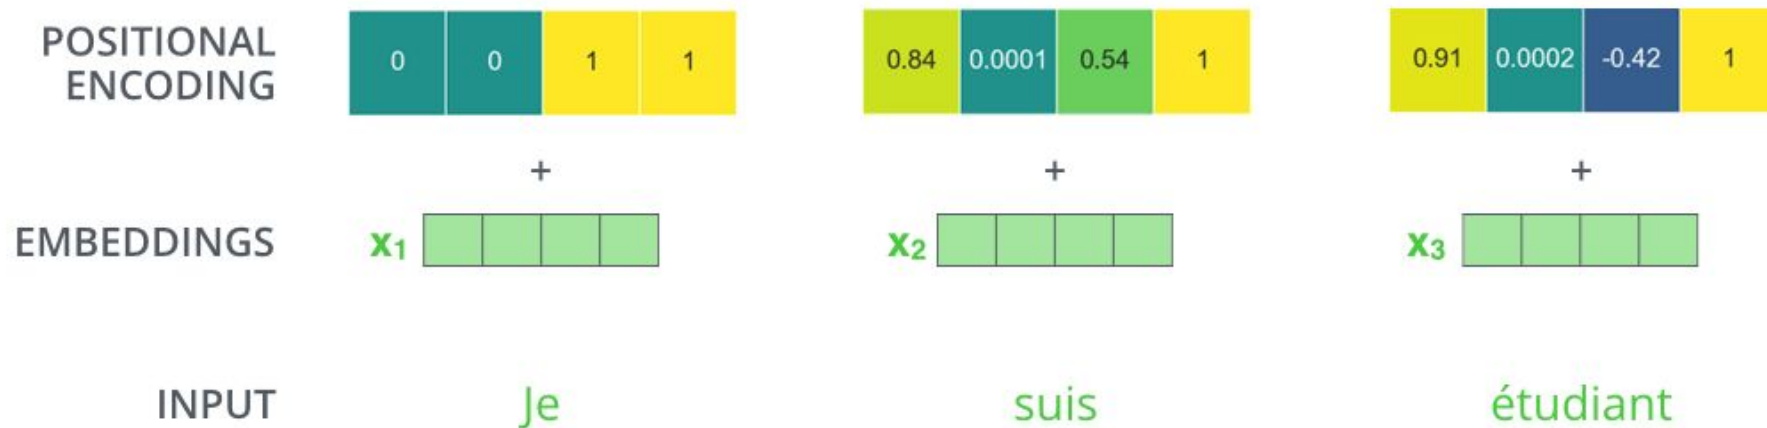 POSITIONAL
ENCODING
0 0 1 1
0.84 0.0001 0.54 1
0.91 0.0002 -0.42 1
+ + +
EMBEDDINGS
x1
x2
x3
INPUT
Je suis étudiant